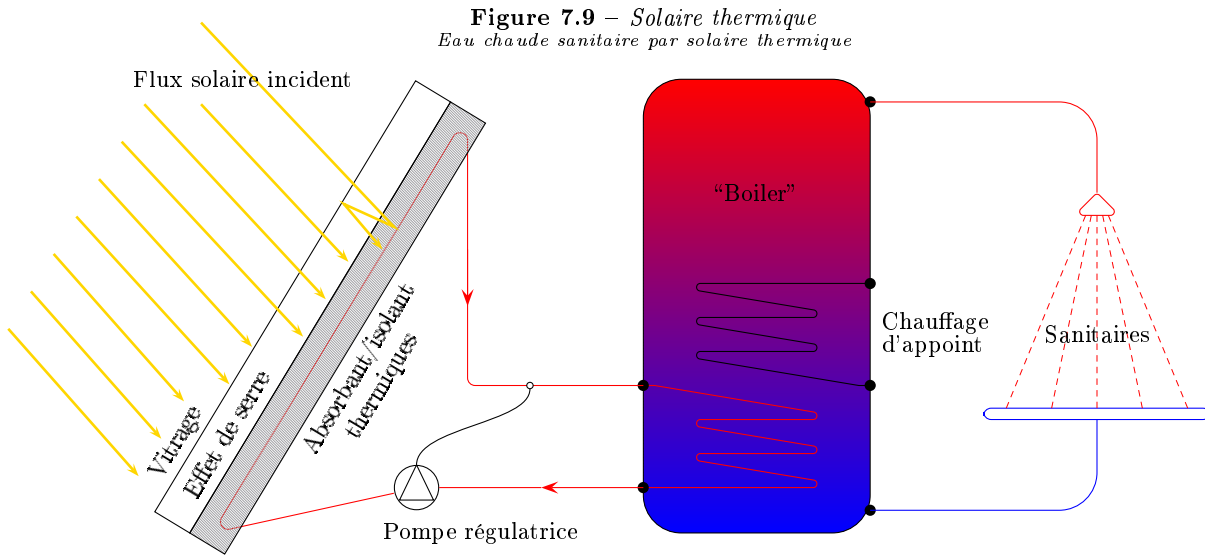 Figure 7.9 – Solaire thermique
Eau chaude sanitaire par solaire thermique
Flux solaire incident
“Boiler”
Chauffage
d'appoint
Sanitaires
Vitrage
Effet de serre
Absorbant/isolant
thermiques
Pompe régulatrice